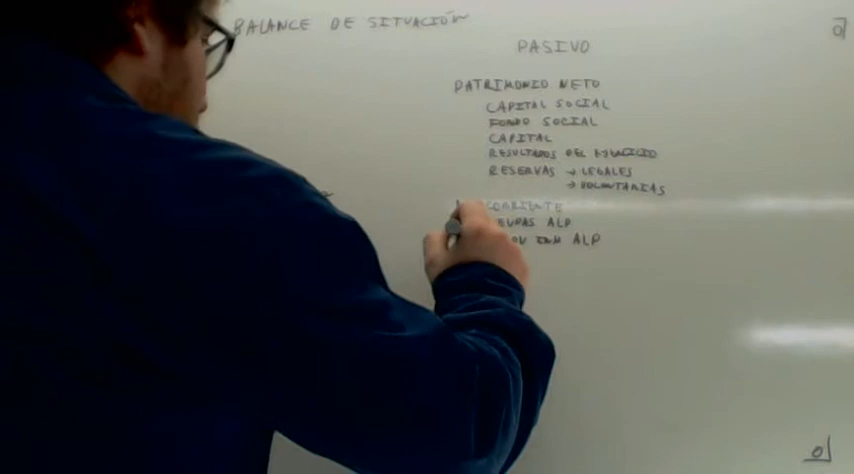 BALANCE DE SITUACIÓN
PASIVO
PATRIMONIO NETO
CAPITAL SOCIAL
FONDO SOCIAL
CAPITAL
RESULTADOS DEL EJERCICIO
RESERVAS → LEGALES
→ VOLUNTARIAS
CORRIENTE
ALP
ALP